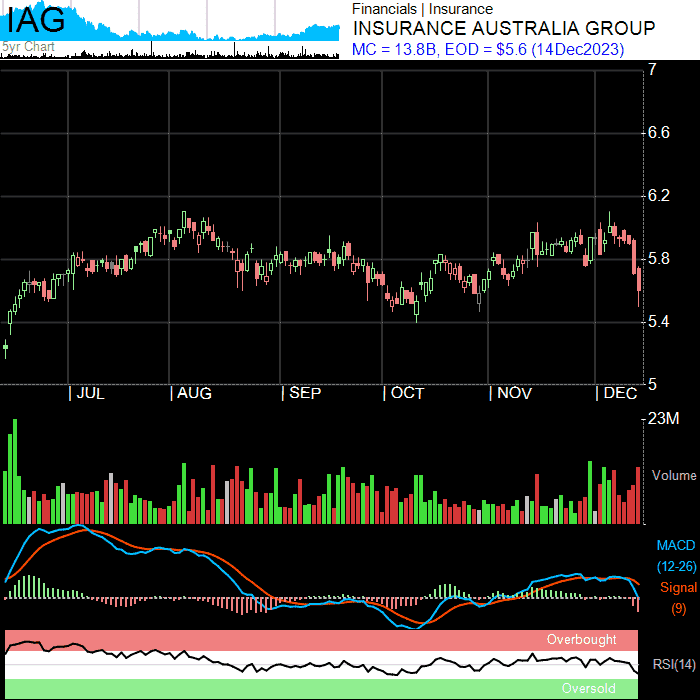 IAG
5yr Chart
Financials | Insurance
INSURANCE AUSTRALIA GROUP
MC = 13.8B, EOD = $5.6 (14Dec2023)
7
6.6
6.2
5.8
5.4
5
JUL AUG SEP OCT NOV DEC
23M
Volume
MACD
(12-26)
Signal
(9)
Overbought
RSI(14)
Oversold